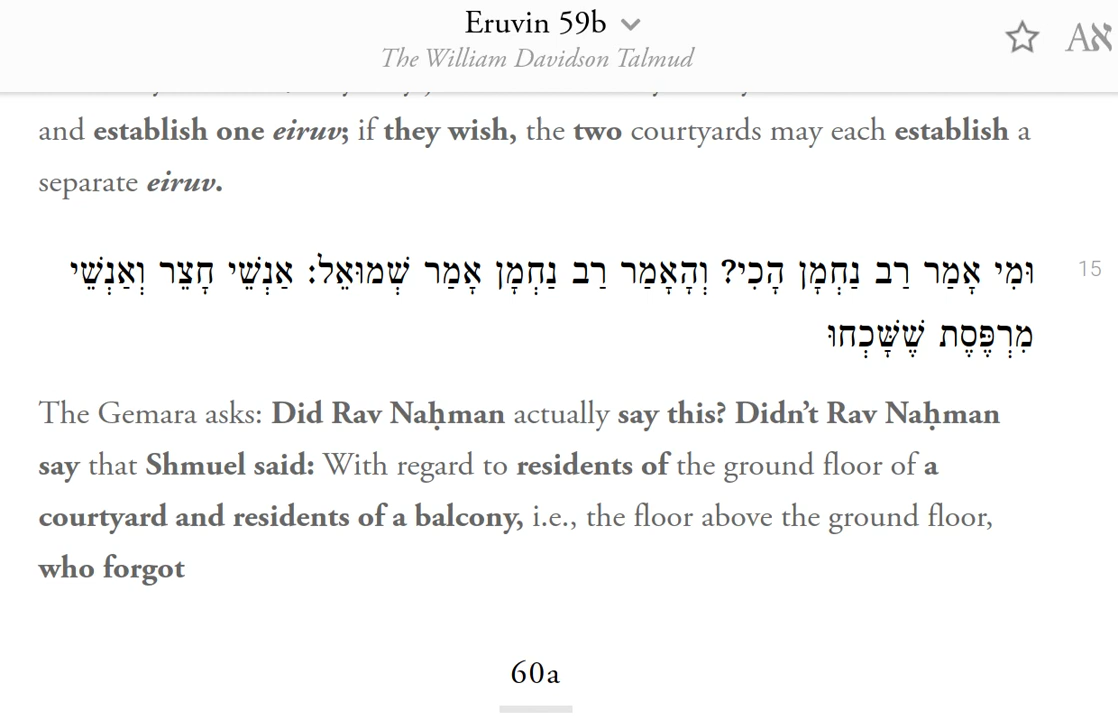 Eruvin 59b
The William Davidson Talmud
Aא
and establish one eiruv; if they wish, the two courtyards may each establish a
separate eiruv.
וּמִי אָמַר רַב נַחְמָן הָכִי? וְהָאָמַר רַב נַחְמָן אָמַר שְׁמוּאֵל: אַנְשֵׁי חָצֵר וְאַנְשֵׁי
15
מִרְפֶּסֶת שֶׁשָּׁכְחוּ
The Gemara asks: Did Rav Naḥman actually say this? Didn’t Rav Naḥman
say that Shmuel said: With regard to residents of the ground floor of a
courtyard and residents of a balcony, i.e., the floor above the ground floor,
who forgot
60a